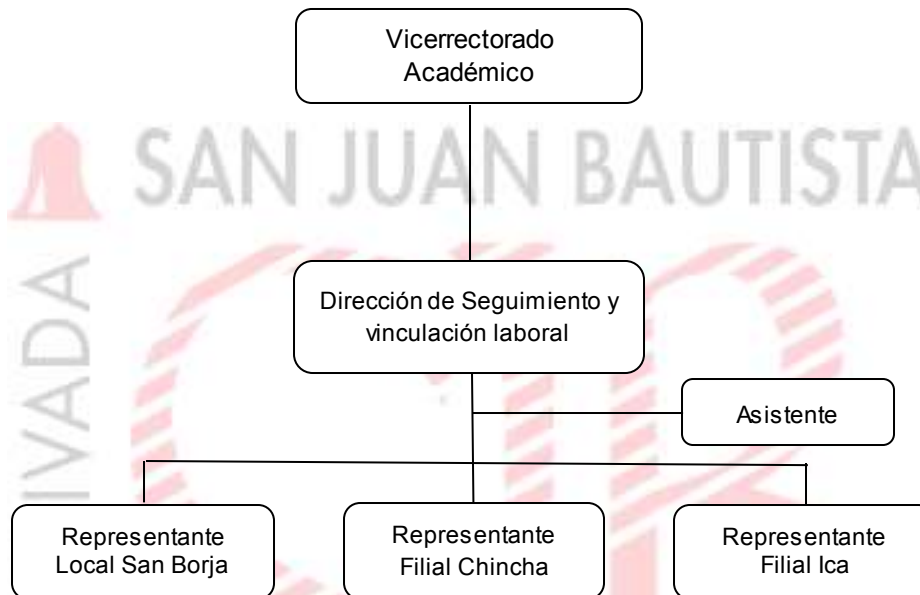 Vicerrectorado
Académico
SAN JUAN BAUTISTA
IVADA
Dirección de Seguimiento y
vinculación laboral
Asistente
Representante
Local San Borja
Representante
Filial Chincha
Representante
Filial Ica